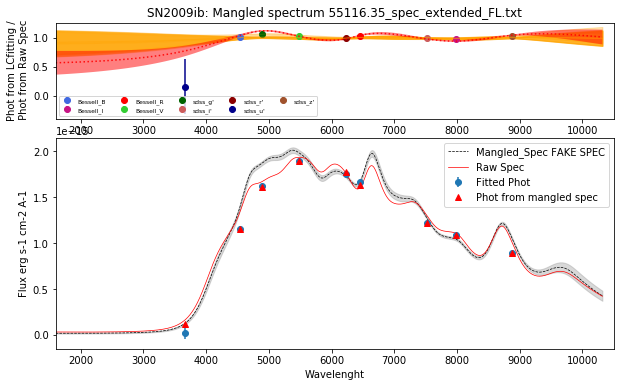 SN2009ib: Mangled spectrum 55116.35_spec_extended_FL.txt
Phot from LCfitting /
Phot from Raw Spec
1.0
0.5
0.0
Bessell_B Bessell_R sdss_g' sdss_r' sdss_z'
Bessell_I Bessell_V sdss_i' sdss_u'
2000 3000 4000 5000 6000 7000 8000 9000 10000
Flux erg s-1 cm-2 A-1
2.0
1.5
1.0
0.5
0.0
Mangled_Spec FAKE SPEC
Raw Spec
Fitted Phot
Phot from mangled spec
2000 3000 4000 5000 6000 7000 8000 9000 10000
Wavelenght